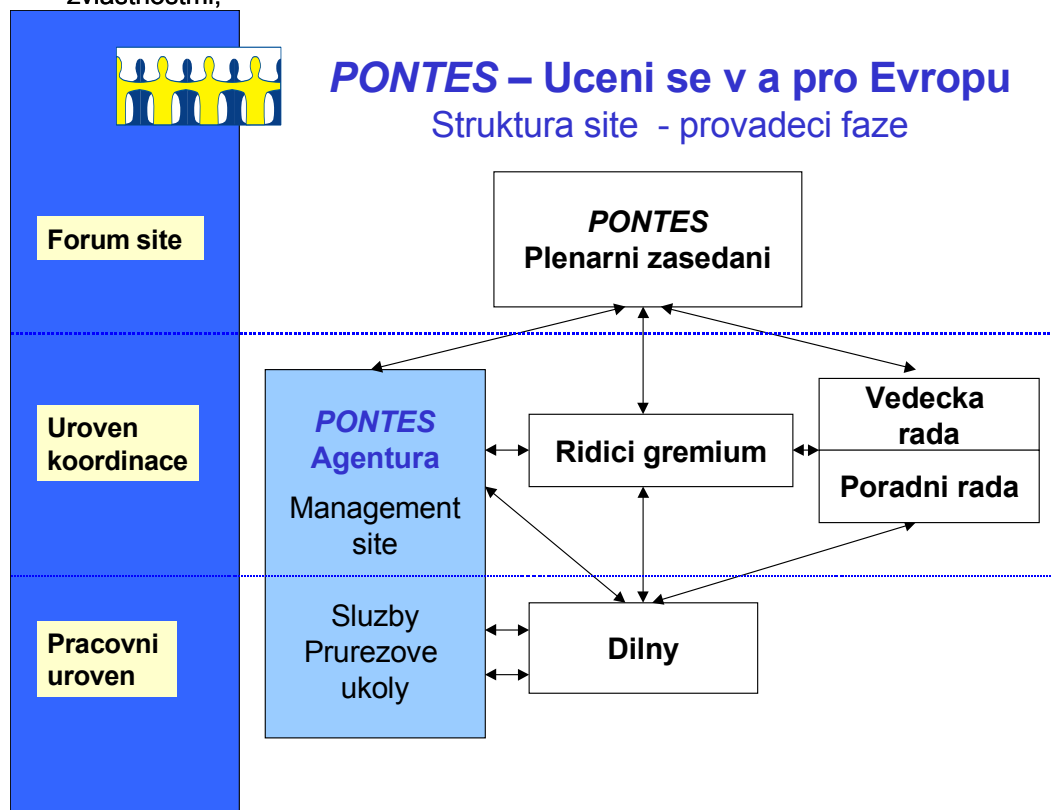 zvlastnostmi,
PONTES – Uceni se v a pro Evropu
Struktura site - provadeci faze
Forum site
PONTES
Plenarni zasedani
Uroven
koordinace
PONTES
Agentura
Management
site
Ridici gremium
Vedecka
rada
Poradni rada
Pracovni
uroven
Sluzby
Prurezove
ukoly
Dilny